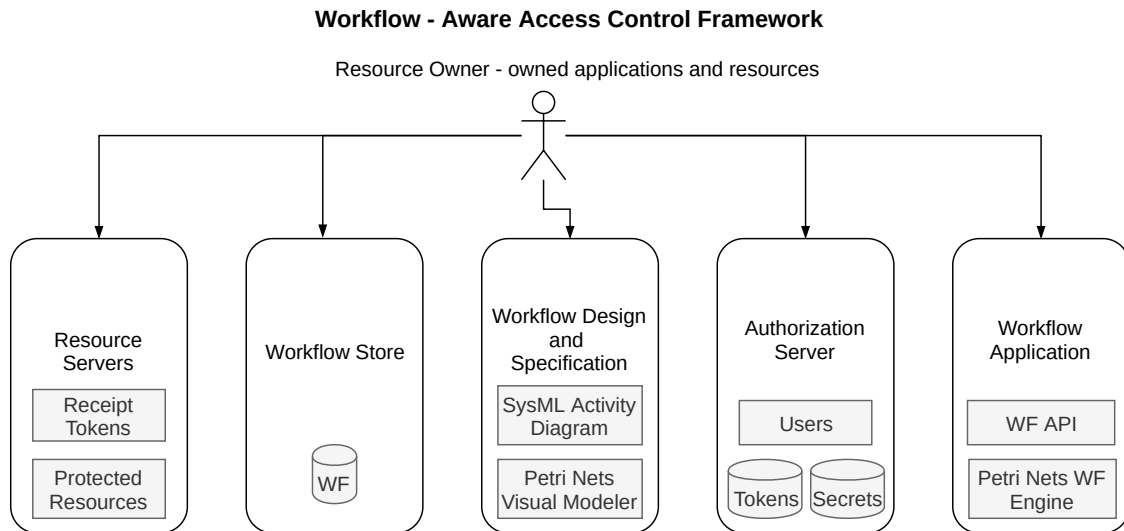 Workflow - Aware Access Control Framework
Resource Owner - owned applications and resources
Resource
Servers
Receipt
Tokens
Protected
Resources
Workflow Store
WF
Workflow Design
and
Specification
SysML Activity
Diagram
Petri Nets
Visual Modeler
Authorization
Server
Users
Tokens
Secrets
Workflow
Application
WF API
Petri Nets WF
Engine